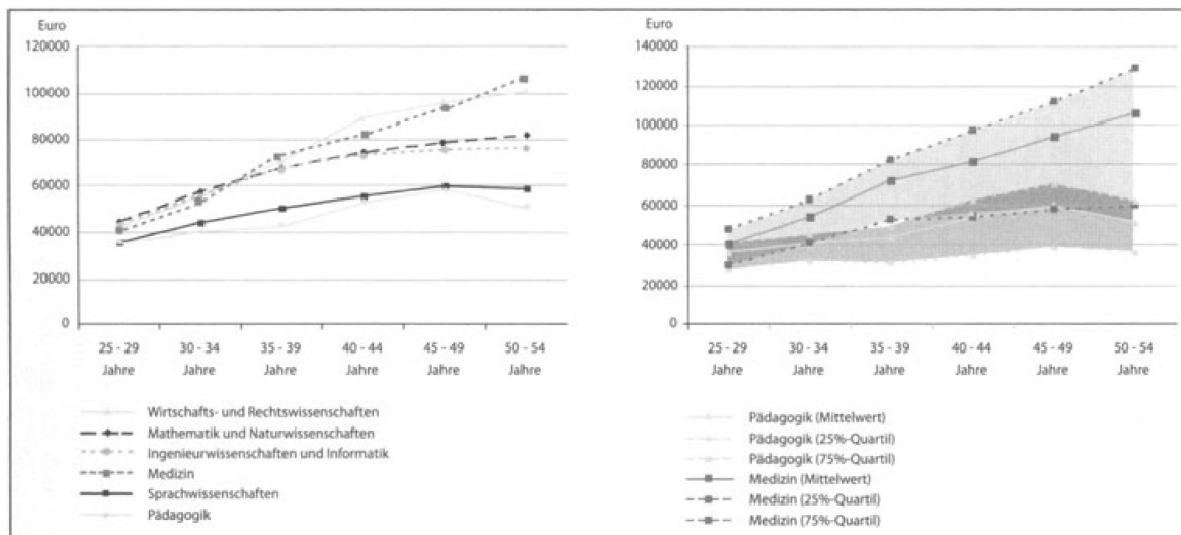 Euro
120000
100000
80000
60000
40000
20000
0
25 - 29
Jahre
30 - 34
Jahre
35 - 39
Jahre
40 - 44
Jahre
45 - 49
Jahre
50 - 54
Jahre
Wirtschafts- und Rechtswissenschaften
Mathematik und Naturwissenschaften
Ingenieurwissenschaften und Informatik
Medizin
Sprachwissenschaften
Pädagogilk
Euro
140000
120000
100000
80000
60000
40000
20000
0
25 - 29
Jahre
30 - 34
Jahre
35 - 39
Jahre
40 - 44
Jahre
45 - 49
Jahre
50 - 54
Jahre
Pädagogik (Mittelwert)
Pädagogik (25%-Quartil)
Pädagogik (75%-Quartil)
Medizin (Mittelwert)
Medizin (25%-Quartil)
Medizin (75%-Quartil)